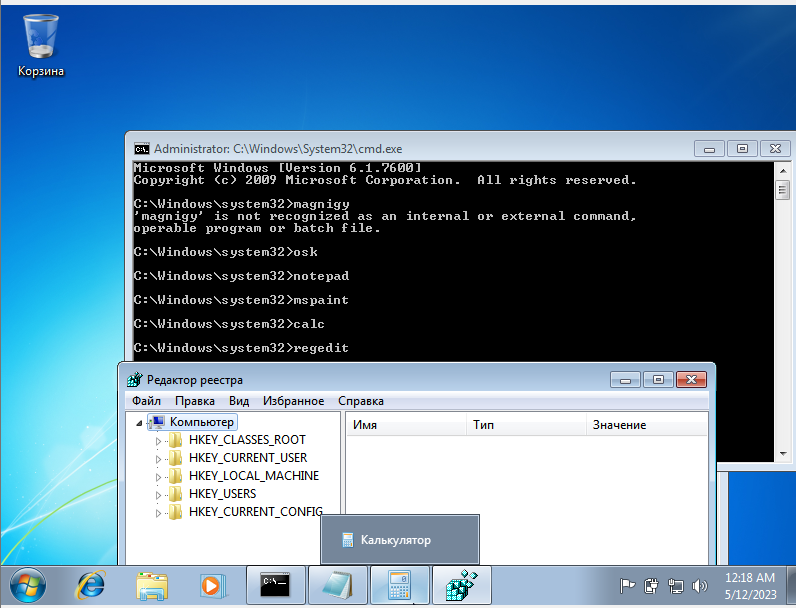 Корзина
Administrator: C:\Windows\System32\cmd.exe
Microsoft Windows [Version 6.1.7600]
Copyright (c) 2009 Microsoft Corporation.  All rights reserved.
C:\Windows\system32>magnigy
'magnigy' is not recognized as an internal or external command,
operable program or batch file.
C:\Windows\system32>osk
C:\Windows\system32>notepad
C:\Windows\system32>mspaint
C:\Windows\system32>calc
C:\Windows\system32>regedit
Редактор реестра
Файл Правка Вид Избранное Справка
Компьютер
HKEY_CLASSES_ROOT
HKEY_CURRENT_USER
HKEY_LOCAL_MACHINE
HKEY_USERS
HKEY_CURRENT_CONFIG
Имя Тип Значение
Калькулятор
12:18 AM
5/12/2023